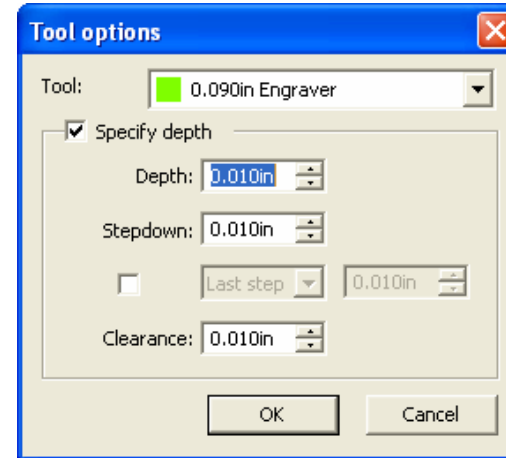 Tool options
Tool: 0.090in Engraver
Specify depth
Depth: 0.010in
Stepdown: 0.010in
Last step 0.010in
Clearance: 0.010in
OK Cancel